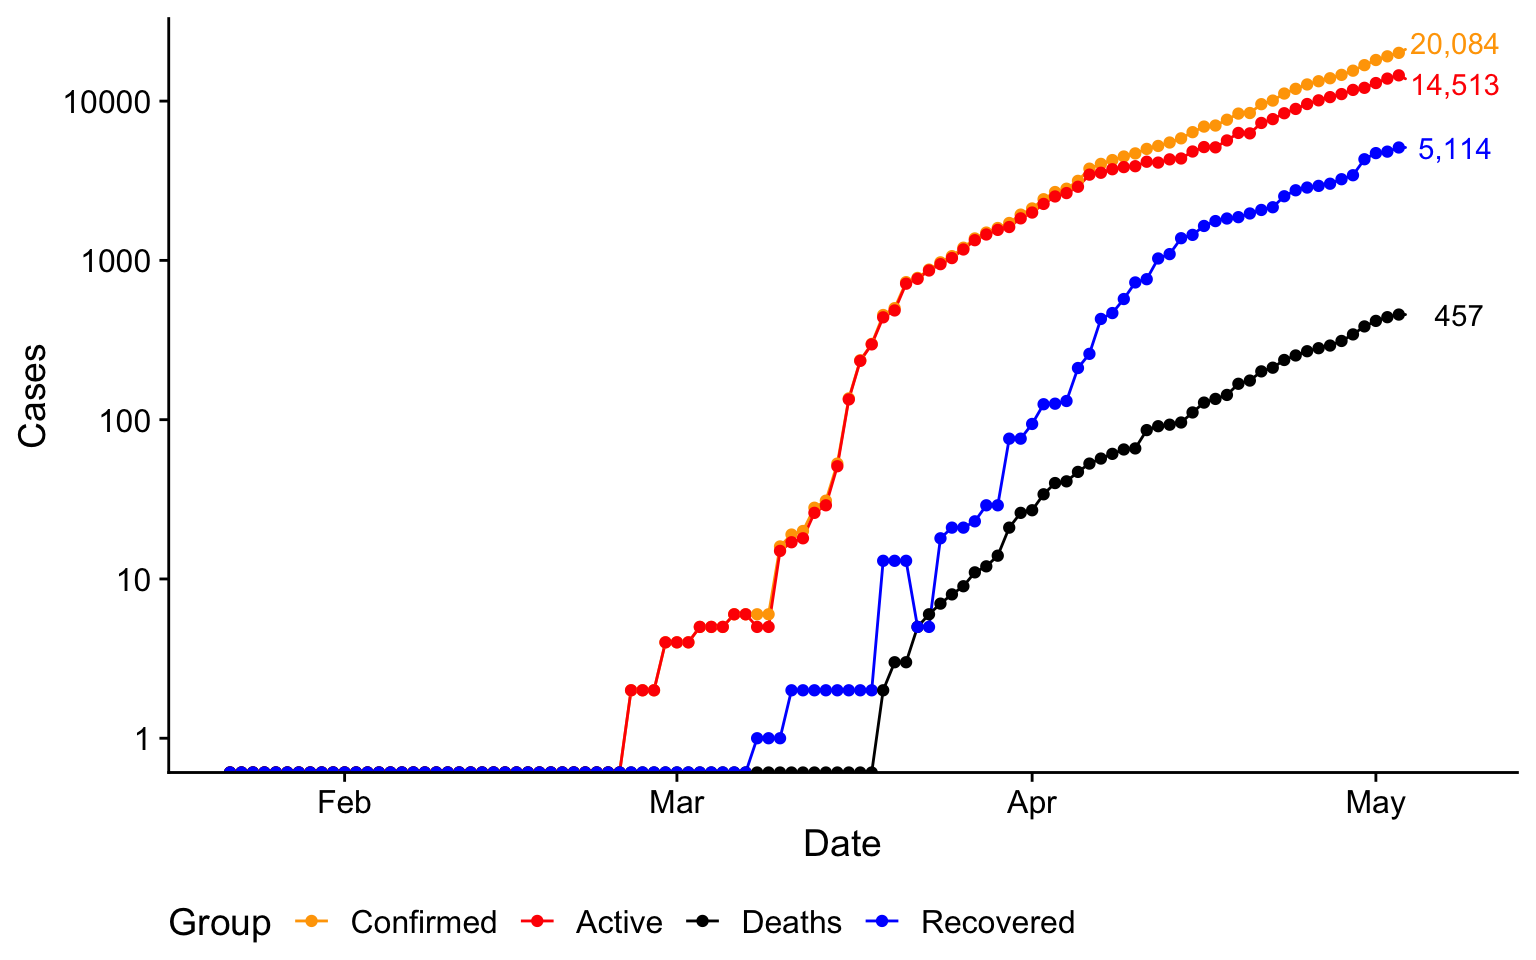 20,084
14,513
5,114
457
10000
1000
100
10
1
Cases
Feb Mar Apr May
Date
Group Confirmed Active Deaths Recovered